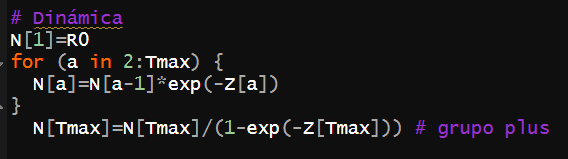 # Dinámica
N[1]=R0
for (a in 2:Tmax) {
  N[a]=N[a-1]*exp(-Z[a])
}
  N[Tmax]=N[Tmax]/(1-exp(-Z[Tmax])) # grupo plus